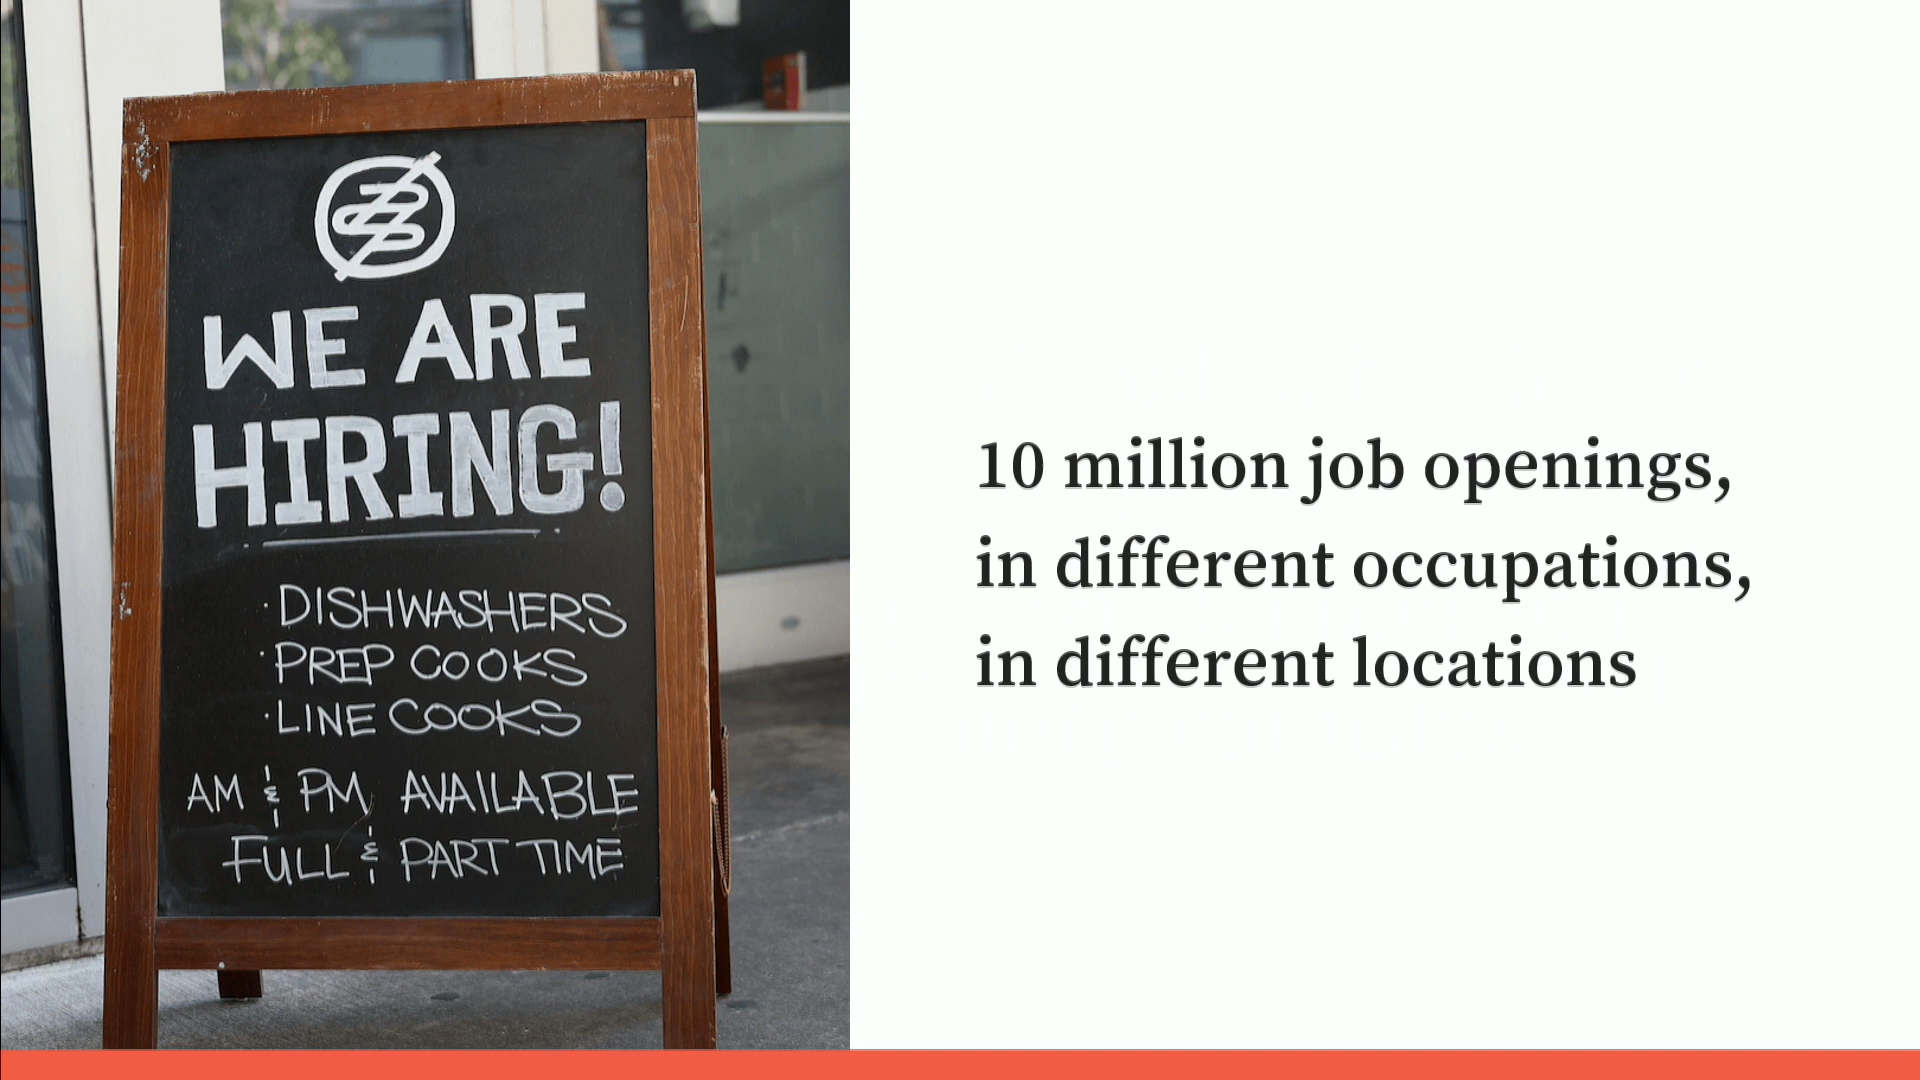 WE ARE
HIRING!
· DISHWASHERS
· PREP COOKS
· LINE COOKS
AM & PM AVAILABLE
FULL & PART TIME
10 million job openings,
in different occupations,
in different locations